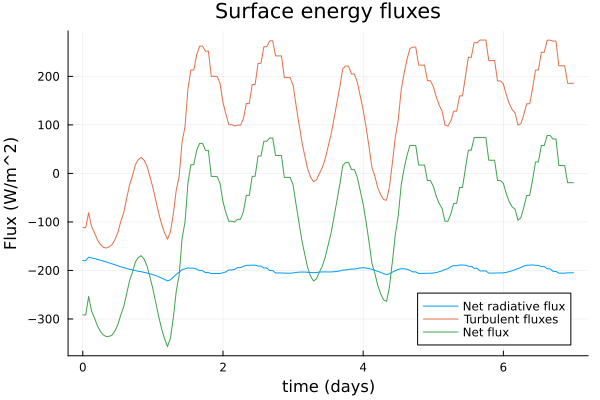 Surface energy fluxes
Flux (W/m^2)
200
100
0
−100
−200
−300
0
2
4
6
time (days)
Net radiative flux
Turbulent fluxes
Net flux